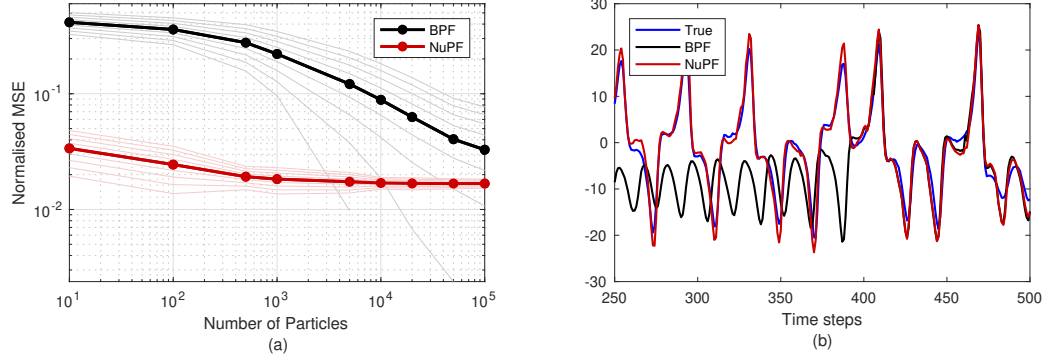 BPF
NuPF
10^-1
10^-2
Normalised MSE
10^1
10^2
10^3
10^4
10^5
Number of Particles
(a)
30
20
10
0
-10
-20
-30
True
BPF
NuPF
250
300
350
400
450
500
Time steps
(b)